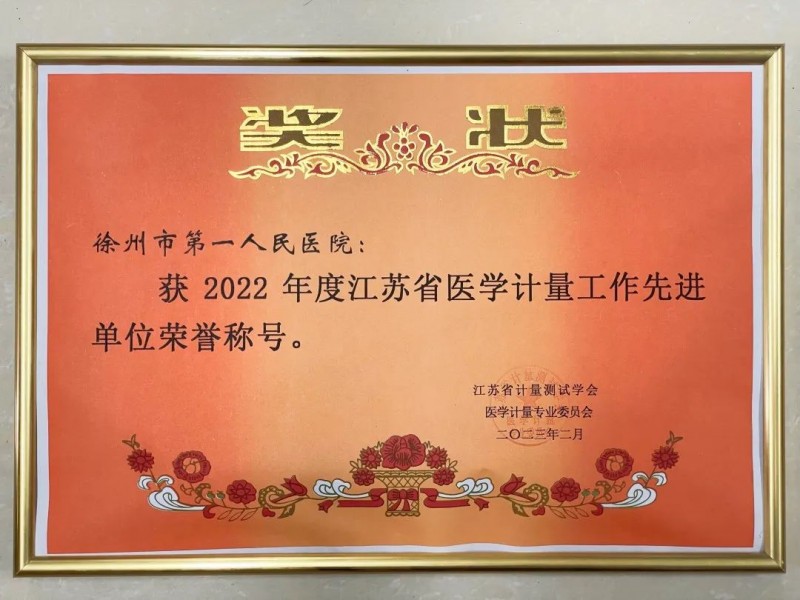 奖 状
徐州市第一人民医院：
获 2022 年度江苏省医学计量工作先进
单位荣誉称号。
江苏省计量测试学会
医学计量专业委员会
二〇二三年二月